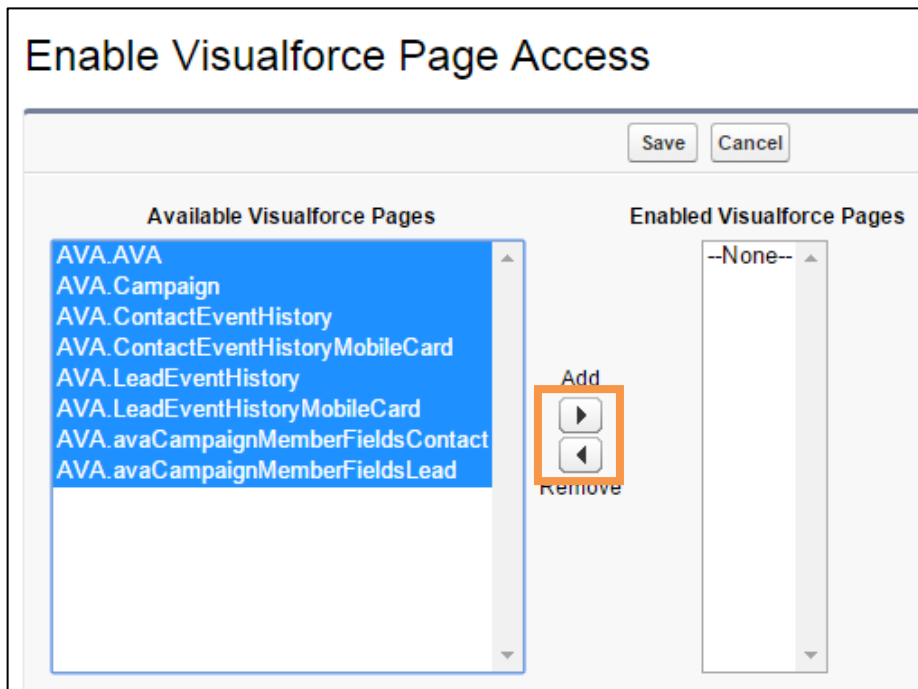 Enable Visualforce Page Access
Save Cancel
Available Visualforce Pages
Enabled Visualforce Pages
AVA.AVA
AVA.Campaign
AVA.ContactEventHistory
AVA.ContactEventHistoryMobileCard
AVA.LeadEventHistory
AVA.LeadEventHistoryMobileCard
AVA.avaCampaignMemberFieldsContact
AVA.avaCampaignMemberFieldsLead
Add
Remove
--None--